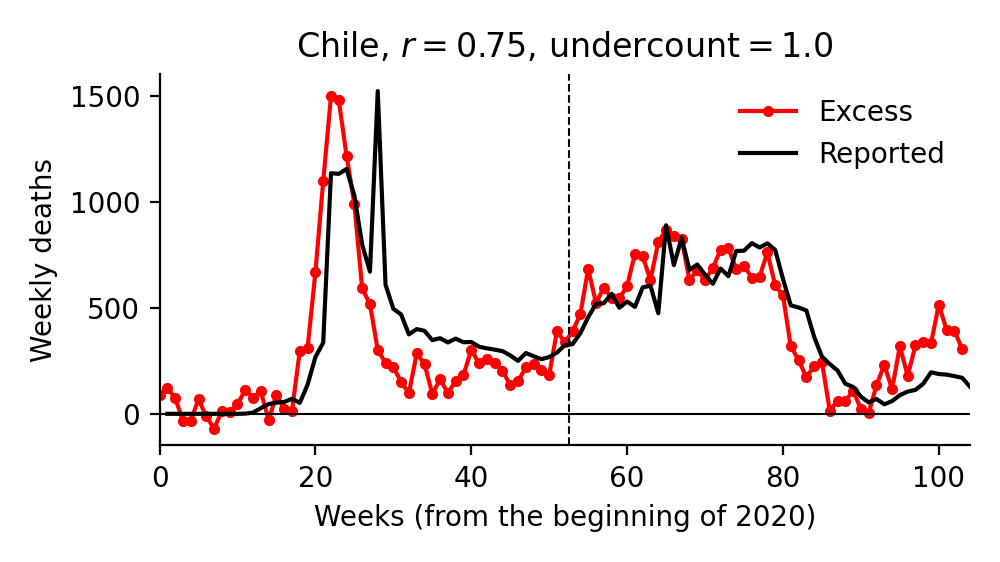 Chile, r = 0.75, undercount = 1.0
Excess
Reported
Weekly deaths
1500
1000
500
0
0 20 40 60 80 100
Weeks (from the beginning of 2020)